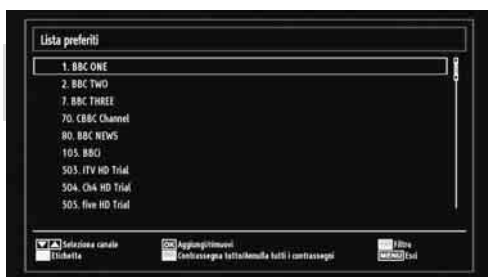 Lista preferiti
1. BBC ONE
2. BBC TWO
7. BBC THREE
70. CBBC Channel
80. BBC NEWS
105. BBCi
503. ITV HD Trial
504. Ch4 HD Trial
505. five HD Trial
Seleziona canale OK Aggiungi/rimuovi Filtro
Etichetta Contrassegna tutto/Annulla tutti i contrassegni MENU Esci